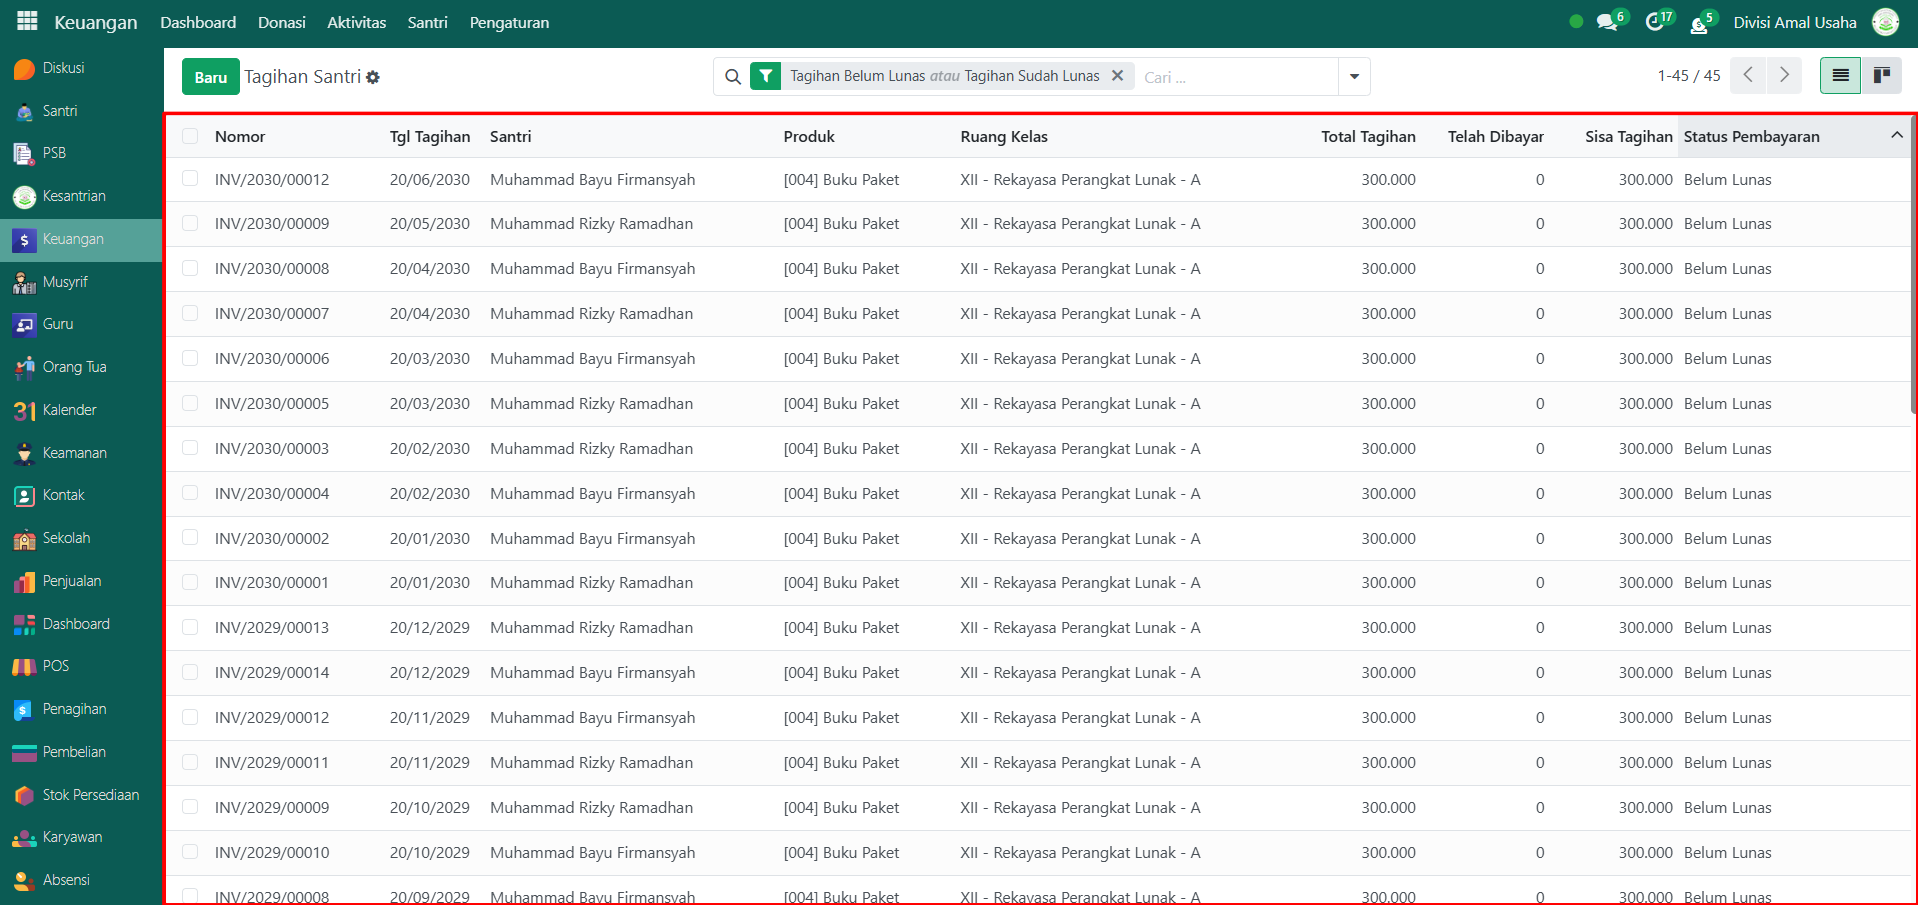 Keuangan Dashboard Donasi Aktivitas Santri Pengaturan 6 17 5 Divisi Amal Usaha
Diskusi
Santri
PSB
Kesantrian
Keuangan
Musyrif
Guru
Orang Tua
31 Kalender
Keamanan
Kontak
Sekolah
Penjualan
Dashboard
POS
Penagihan
Pembelian
Stok Persediaan
Karyawan
Absensi
Baru Tagihan Santri Tagihan Belum Lunas atau Tagihan Sudah Lunas Cari ... 1-45 / 45
Nomor Tgl Tagihan Santri Produk Ruang Kelas Total Tagihan Telah Dibayar Sisa Tagihan Status Pembayaran
INV/2030/00012 20/06/2030 Muhammad Bayu Firmansyah [004] Buku Paket XII - Rekayasa Perangkat Lunak - A 300.000 0 300.000 Belum Lunas
INV/2030/00009 20/05/2030 Muhammad Rizky Ramadhan [004] Buku Paket XII - Rekayasa Perangkat Lunak - A 300.000 0 300.000 Belum Lunas
INV/2030/00008 20/04/2030 Muhammad Bayu Firmansyah [004] Buku Paket XII - Rekayasa Perangkat Lunak - A 300.000 0 300.000 Belum Lunas
INV/2030/00007 20/04/2030 Muhammad Rizky Ramadhan [004] Buku Paket XII - Rekayasa Perangkat Lunak - A 300.000 0 300.000 Belum Lunas
INV/2030/00006 20/03/2030 Muhammad Bayu Firmansyah [004] Buku Paket XII - Rekayasa Perangkat Lunak - A 300.000 0 300.000 Belum Lunas
INV/2030/00005 20/03/2030 Muhammad Rizky Ramadhan [004] Buku Paket XII - Rekayasa Perangkat Lunak - A 300.000 0 300.000 Belum Lunas
INV/2030/00003 20/02/2030 Muhammad Rizky Ramadhan [004] Buku Paket XII - Rekayasa Perangkat Lunak - A 300.000 0 300.000 Belum Lunas
INV/2030/00004 20/02/2030 Muhammad Bayu Firmansyah [004] Buku Paket XII - Rekayasa Perangkat Lunak - A 300.000 0 300.000 Belum Lunas
INV/2030/00002 20/01/2030 Muhammad Bayu Firmansyah [004] Buku Paket XII - Rekayasa Perangkat Lunak - A 300.000 0 300.000 Belum Lunas
INV/2030/00001 20/01/2030 Muhammad Rizky Ramadhan [004] Buku Paket XII - Rekayasa Perangkat Lunak - A 300.000 0 300.000 Belum Lunas
INV/2029/00013 20/12/2029 Muhammad Rizky Ramadhan [004] Buku Paket XII - Rekayasa Perangkat Lunak - A 300.000 0 300.000 Belum Lunas
INV/2029/00014 20/12/2029 Muhammad Bayu Firmansyah [004] Buku Paket XII - Rekayasa Perangkat Lunak - A 300.000 0 300.000 Belum Lunas
INV/2029/00012 20/11/2029 Muhammad Bayu Firmansyah [004] Buku Paket XII - Rekayasa Perangkat Lunak - A 300.000 0 300.000 Belum Lunas
INV/2029/00011 20/11/2029 Muhammad Rizky Ramadhan [004] Buku Paket XII - Rekayasa Perangkat Lunak - A 300.000 0 300.000 Belum Lunas
INV/2029/00009 20/10/2029 Muhammad Rizky Ramadhan [004] Buku Paket XII - Rekayasa Perangkat Lunak - A 300.000 0 300.000 Belum Lunas
INV/2029/00010 20/10/2029 Muhammad Bayu Firmansyah [004] Buku Paket XII - Rekayasa Perangkat Lunak - A 300.000 0 300.000 Belum Lunas
INV/2029/00008 20/09/2029 Muhammad Bayu Firmansyah [004] Buku Paket XII - Rekayasa Perangkat Lunak - A 300.000 0 300.000 Belum Lunas